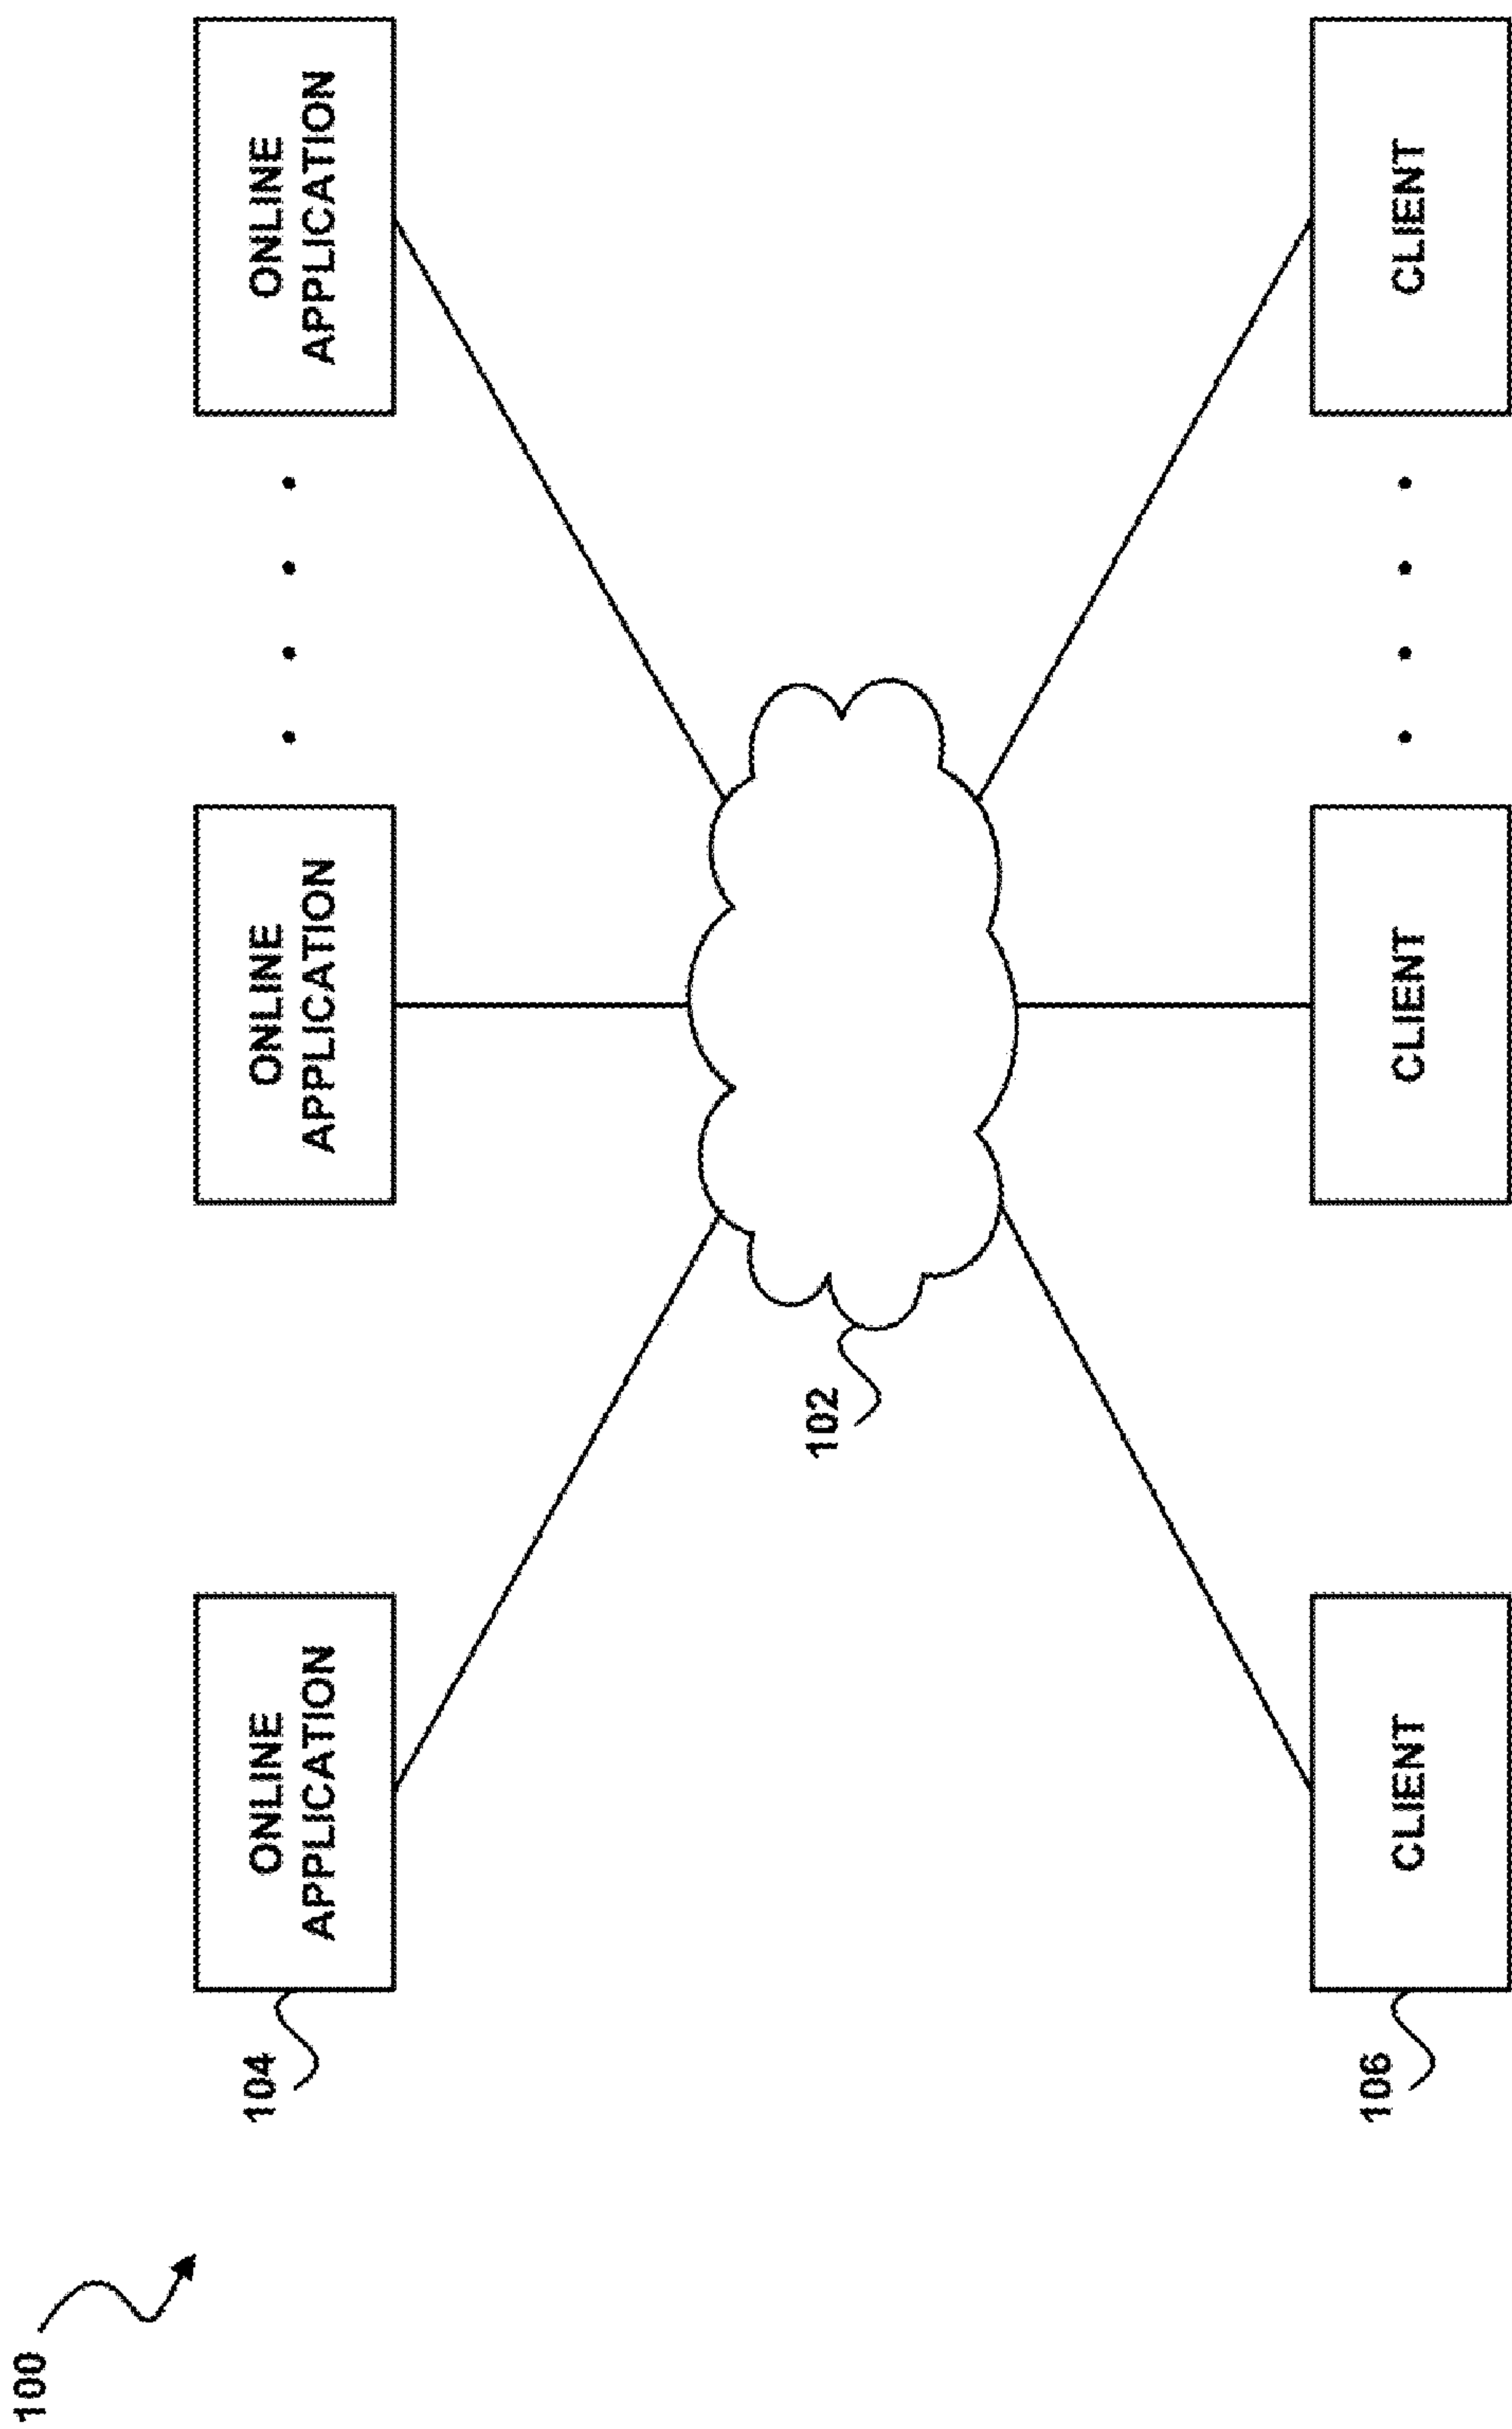 100
104
ONLINE
APPLICATION
ONLINE
APPLICATION
ONLINE
APPLICATION
102
106
CLIENT
CLIENT
CLIENT